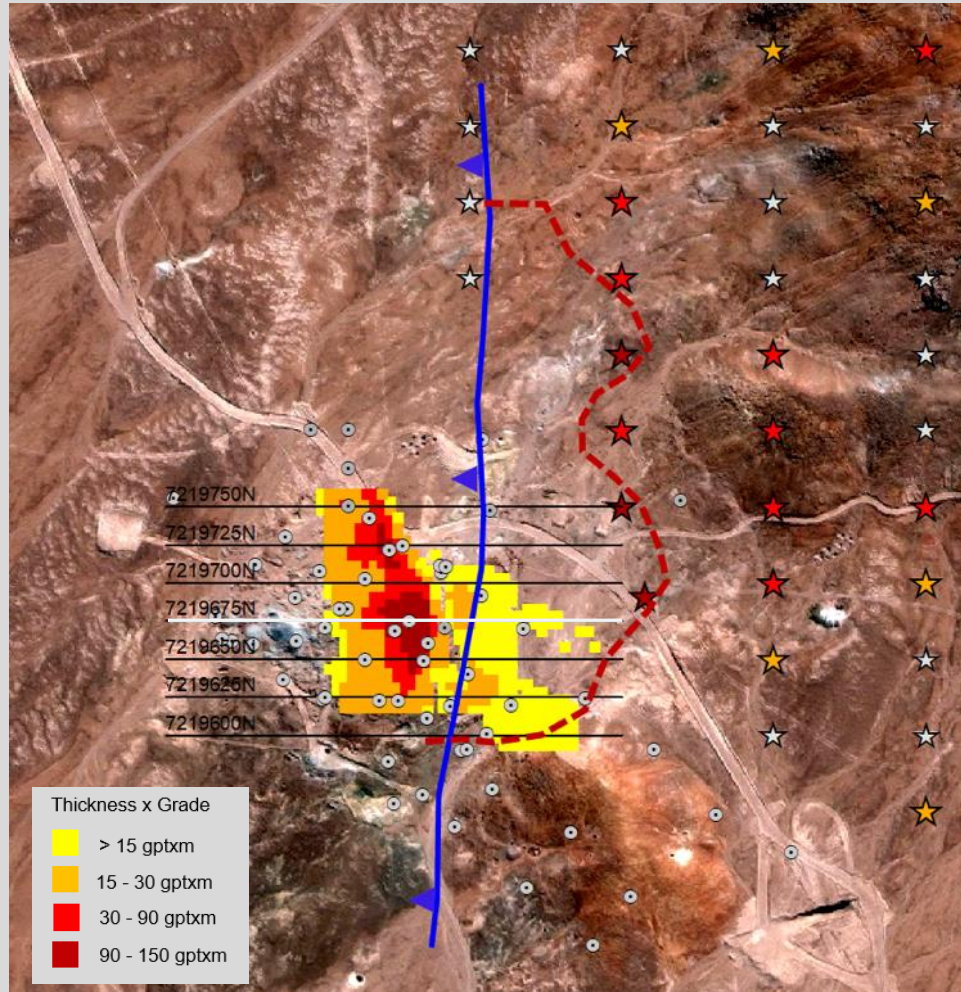 7219750N
7219725N
7219700N
7219675N
7219650N
7219625N
7219600N
Thickness x Grade
> 15 gptxm
15 - 30 gptxm
30 - 90 gptxm
90 - 150 gptxm